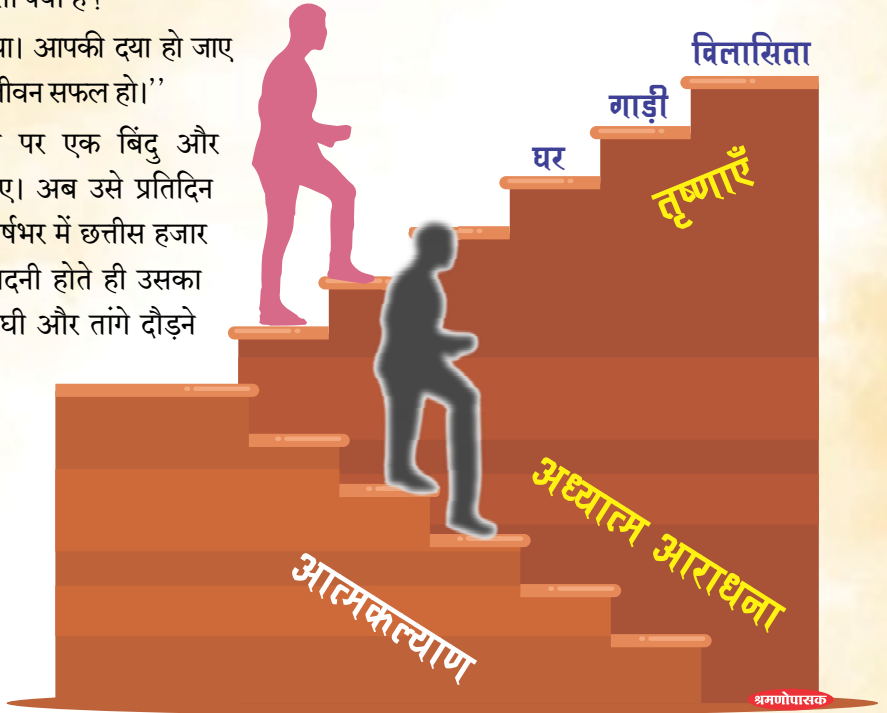 या। आपकी दया हो जाए
जीवन सफल हो।’’
पर एक बिंदु और
ए। अब उसे प्रतिदिन
र्षभर में छत्तीस हजार
दनी होते ही उसका
घी और तांगे दौड़ने
विलासिता
गाड़ी
घर
तृष्णाएँ
अध्यात्म आराधना
आत्मकल्याण
श्रमणोपासक